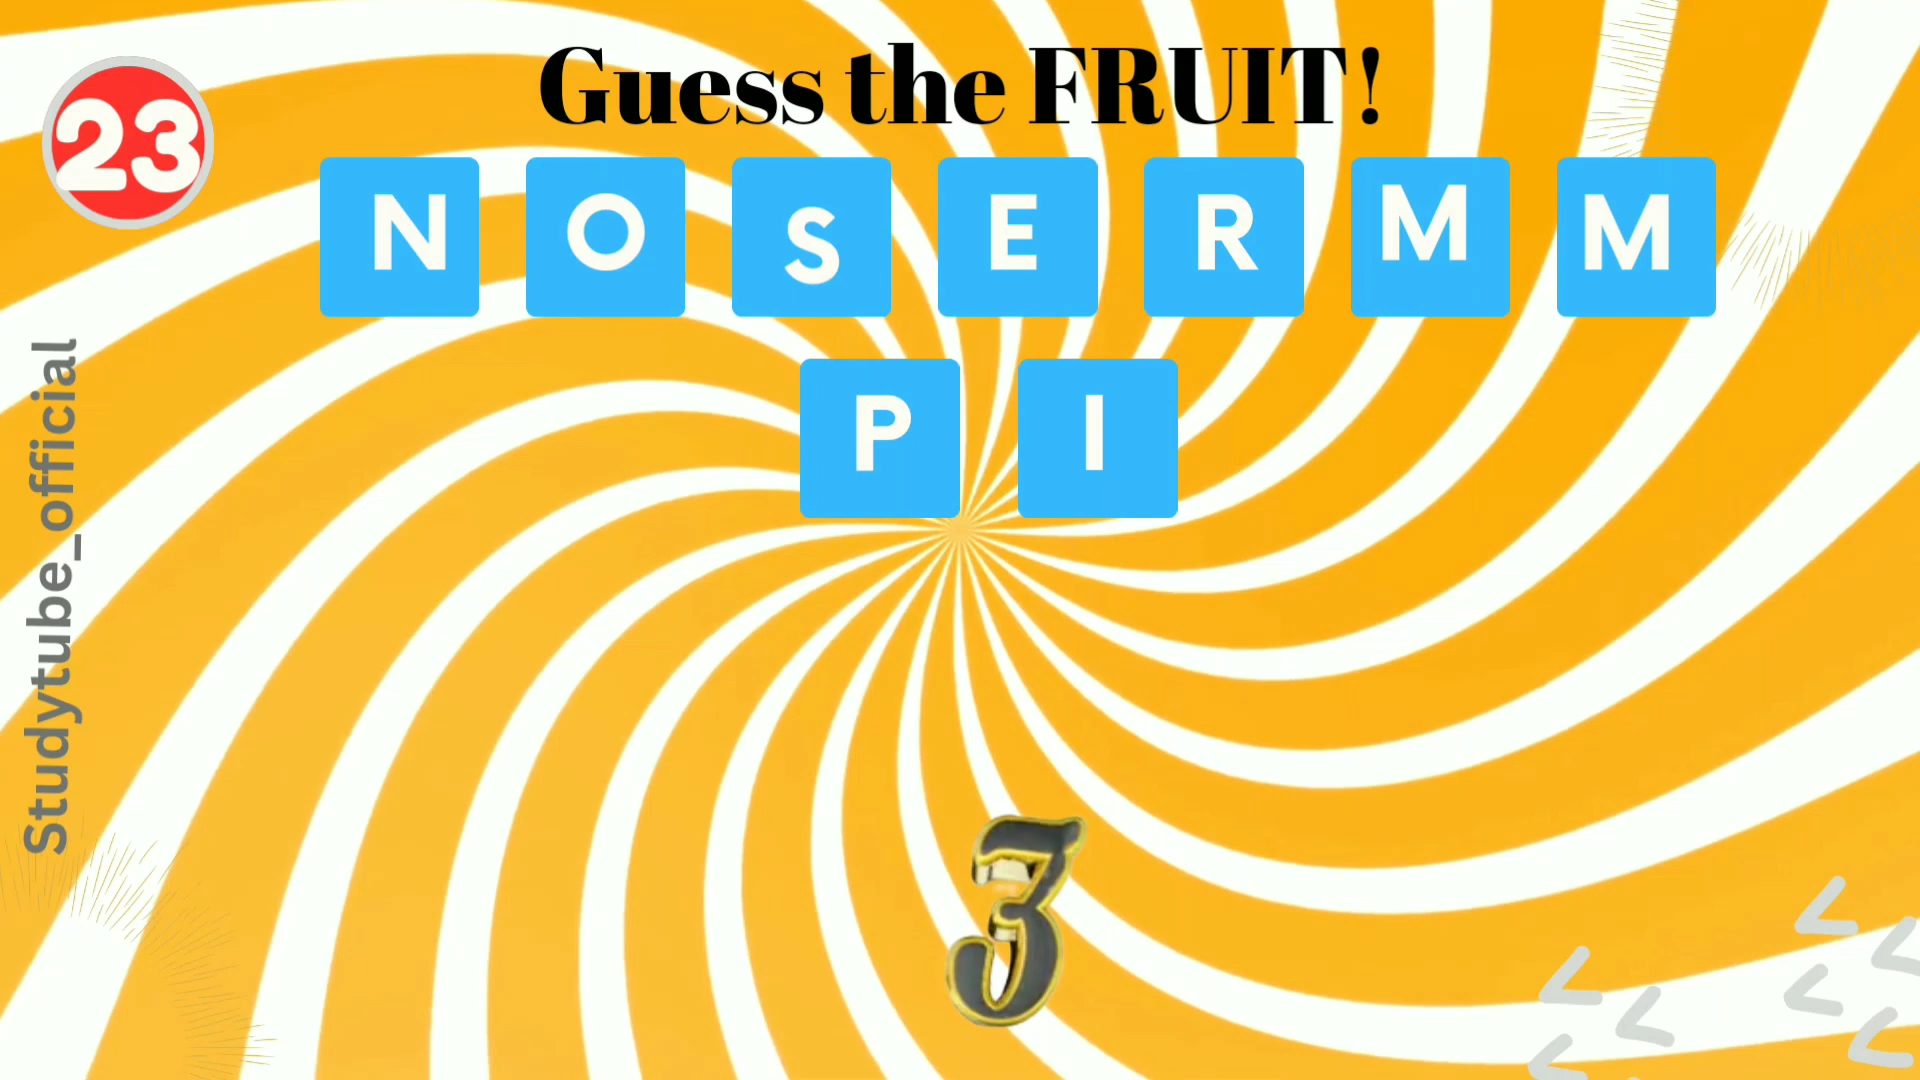 Guess the FRUIT!
23
N O S E R M M
P I
Studytube_official
3